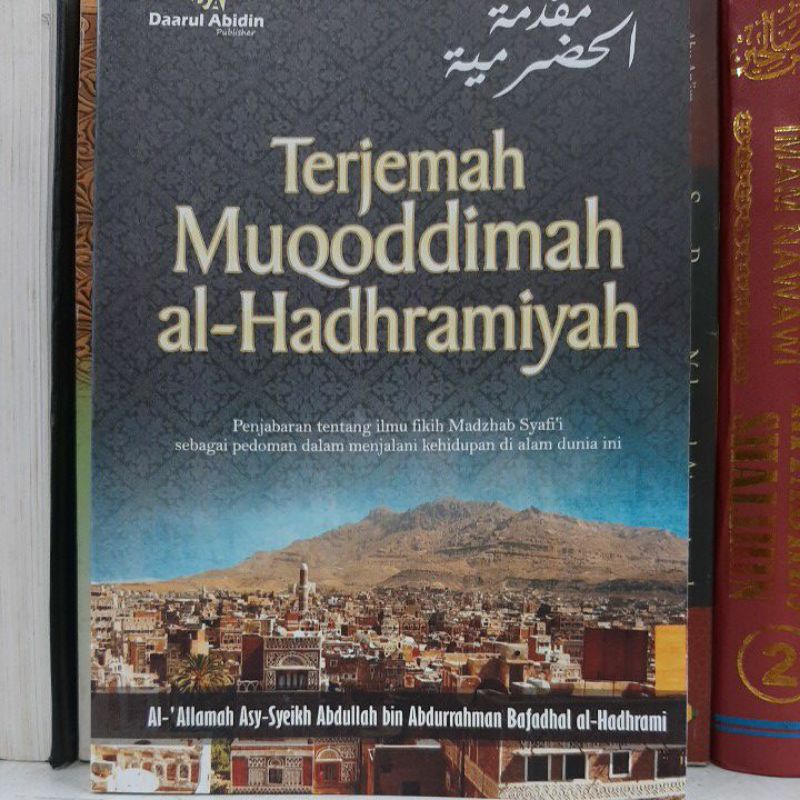 Daarul Abidin
Publisher
مقدمة
الحضرمية
Terjemah
Muqoddimah
al-Hadhramiyah
Penjabaran tentang ilmu fikih Madzhab Syafi'i
sebagai pedoman dalam menjalani kehidupan di alam dunia ini
Al-'Allamah Asy-Syeikh Abdullah bin Abdurrahman Bafadhal al-Hadhrami
IMAM NAWAWI
2